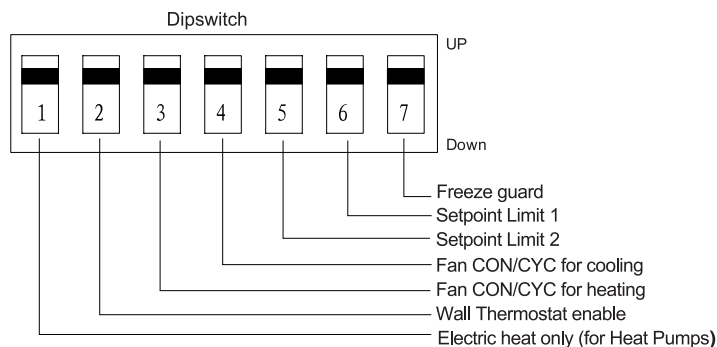 Dipswitch
UP
1 2 3 4 5 6 7
Down
Freeze guard
Setpoint Limit 1
Setpoint Limit 2
Fan CON/CYC for cooling
Fan CON/CYC for heating
Wall Thermostat enable
Electric heat only (for Heat Pumps)